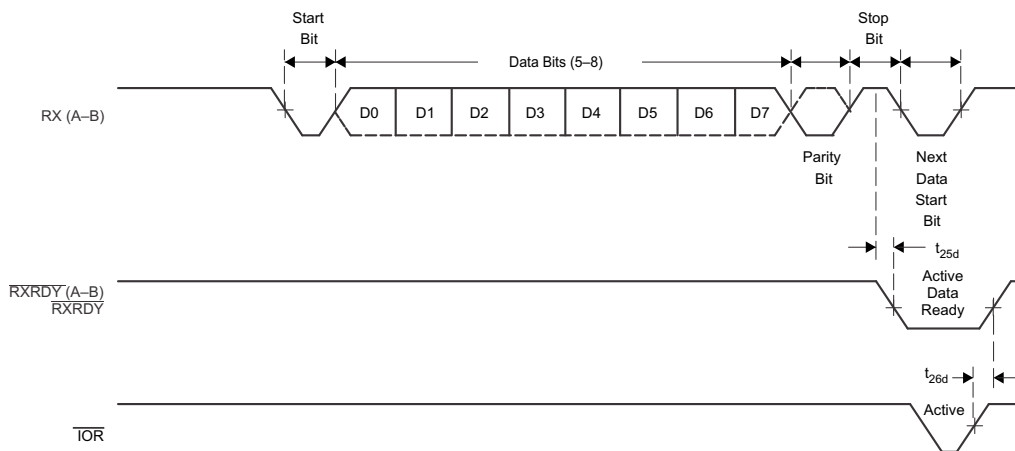 Start
Bit
Stop
Bit
Data Bits (5–8)
RX (A–B)
D0 D1 D2 D3 D4 D5 D6 D7
Parity
Bit
Next
Data
Start
Bit
t25d
RXRDY (A–B)
RXRDY
Active
Data
Ready
t26d
IOR
Active